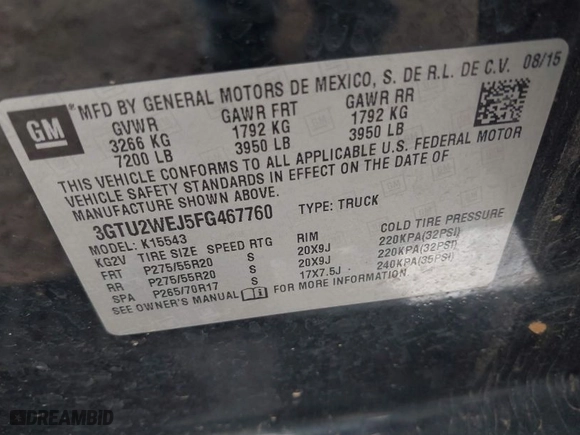 GM
MFD BY GENERAL MOTORS DE MEXICO, S. DE R.L. DE C.V. 08/15
GVWR GAWR FRT GAWR RR
3266 KG 1792 KG 1792 KG
7200 LB 3950 LB 3950 LB
THIS VEHICLE CONFORMS TO ALL APPLICABLE U.S. FEDERAL MOTOR
VEHICLE SAFETY STANDARDS IN EFFECT ON THE DATE OF
MANUFACTURE SHOWN ABOVE.
3GTU2WEJ5FG467760 TYPE: TRUCK
MODEL: K15543
KG2V TIRE SIZE SPEED RTG RIM COLD TIRE PRESSURE
FRT P275/55R20 S 20X9J 220KPA(32PSI)
RR P275/55R20 S 20X9J 220KPA(32PSI)
SPA P265/70R17 S 17X7.5J 240KPA(35PSI)
SEE OWNER'S MANUAL
DREAMBID